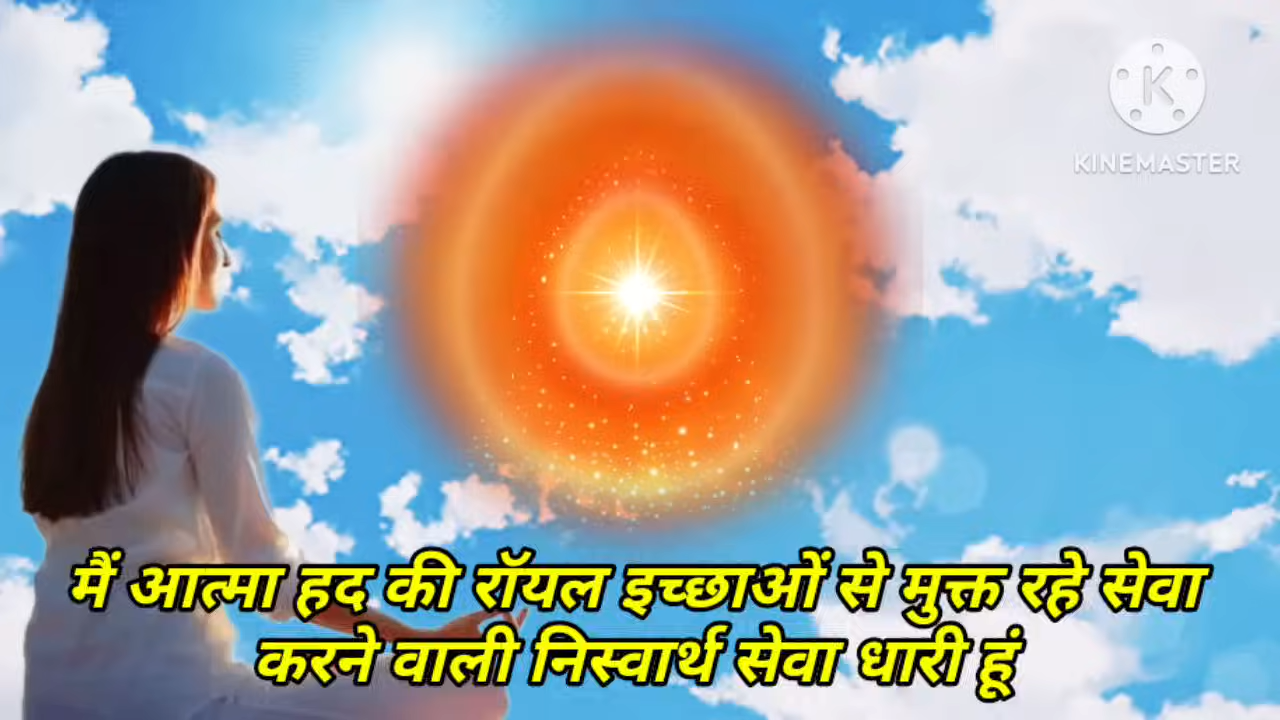 KINEMASTER
मैं आत्मा हद की रॉयल इच्छाओं से मुक्त रहे सेवा
करने वाली निस्वार्थ सेवा धारी हूं